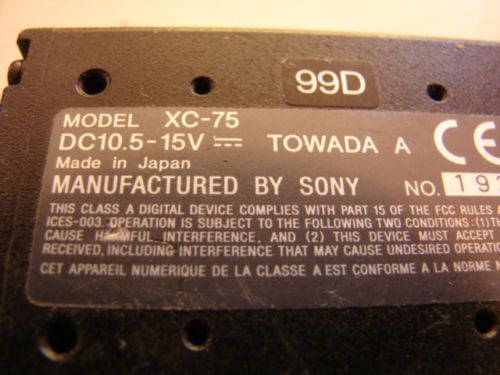 99D
MODEL XC-75
DC10.5-15V ⎓ TOWADA A CE
Made in Japan
MANUFACTURED BY SONY NO. 191
THIS CLASS A DIGITAL DEVICE COMPLIES WITH PART 15 OF THE FCC RULES
ICES-003. OPERATION IS SUBJECT TO THE FOLLOWING TWO CONDITIONS:(1)
CAUSE HARMFUL INTERFERENCE, AND (2) THIS DEVICE MUST ACCEPT
RECEIVED, INCLUDING INTERFERENCE THAT MAY CAUSE UNDESIRED
CET APPAREIL NUMERIQUE DE LA CLASSE A EST CONFORME A LA NORME